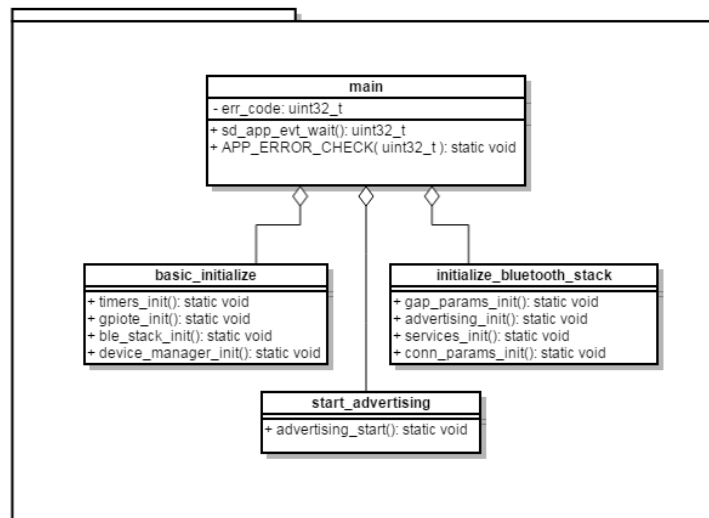 main
- err_code: uint32_t
+ sd_app_evt_wait(): uint32_t
+ APP_ERROR_CHECK( uint32_t ): static void
basic_initialize
+ timers_init(): static void
+ gpiote_init(): static void
+ ble_stack_init(): static void
+ device_manager_init(): static void
initialize_bluetooth_stack
+ gap_params_init(): static void
+ advertising_init(): static void
+ services_init(): static void
+ conn_params_init(): static void
start_advertising
+ advertising_start(): static void